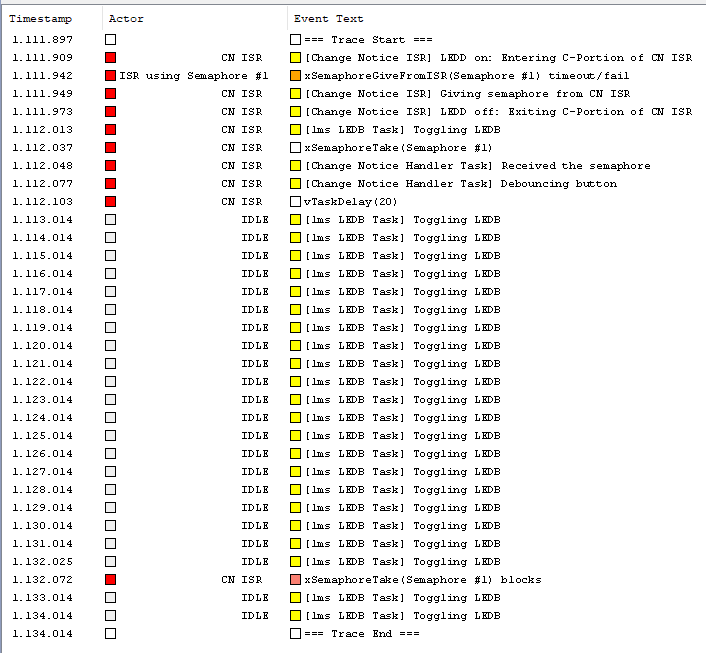 Timestamp Actor Event Text
1.111.897 === Trace Start ===
1.111.909 CN ISR [Change Notice ISR] LEDD on: Entering C-Portion of CN ISR
1.111.942 ISR using Semaphore #1 xSemaphoreGiveFromISR(Semaphore #1) timeout/fail
1.111.949 CN ISR [Change Notice ISR] Giving semaphore from CN ISR
1.111.973 CN ISR [Change Notice ISR] LEDD off: Exiting C-Portion of CN ISR
1.112.013 CN ISR [1ms LEDB Task] Toggling LEDB
1.112.037 CN ISR xSemaphoreTake(Semaphore #1)
1.112.048 CN ISR [Change Notice Handler Task] Received the semaphore
1.112.077 CN ISR [Change Notice Handler Task] Debouncing button
1.112.103 CN ISR vTaskDelay(20)
1.113.014 IDLE [1ms LEDB Task] Toggling LEDB
1.114.014 IDLE [1ms LEDB Task] Toggling LEDB
1.115.014 IDLE [1ms LEDB Task] Toggling LEDB
1.116.014 IDLE [1ms LEDB Task] Toggling LEDB
1.117.014 IDLE [1ms LEDB Task] Toggling LEDB
1.118.014 IDLE [1ms LEDB Task] Toggling LEDB
1.119.014 IDLE [1ms LEDB Task] Toggling LEDB
1.120.014 IDLE [1ms LEDB Task] Toggling LEDB
1.121.014 IDLE [1ms LEDB Task] Toggling LEDB
1.122.014 IDLE [1ms LEDB Task] Toggling LEDB
1.123.014 IDLE [1ms LEDB Task] Toggling LEDB
1.124.014 IDLE [1ms LEDB Task] Toggling LEDB
1.125.014 IDLE [1ms LEDB Task] Toggling LEDB
1.126.014 IDLE [1ms LEDB Task] Toggling LEDB
1.127.014 IDLE [1ms LEDB Task] Toggling LEDB
1.128.014 IDLE [1ms LEDB Task] Toggling LEDB
1.129.014 IDLE [1ms LEDB Task] Toggling LEDB
1.130.014 IDLE [1ms LEDB Task] Toggling LEDB
1.131.014 IDLE [1ms LEDB Task] Toggling LEDB
1.132.025 IDLE [1ms LEDB Task] Toggling LEDB
1.132.072 CN ISR xSemaphoreTake(Semaphore #1) blocks
1.133.014 IDLE [1ms LEDB Task] Toggling LEDB
1.134.014 IDLE [1ms LEDB Task] Toggling LEDB
1.134.014 === Trace End ===